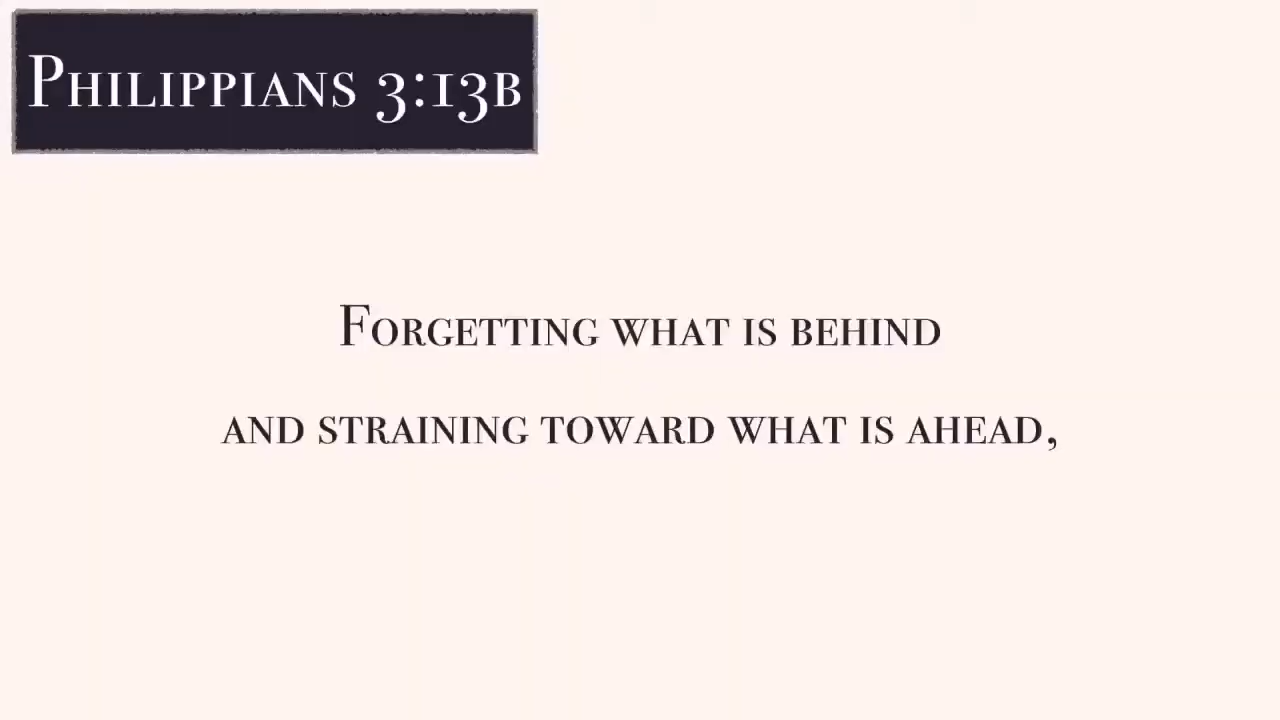 Philippians 3:13b
Forgetting what is behind
and straining toward what is ahead,